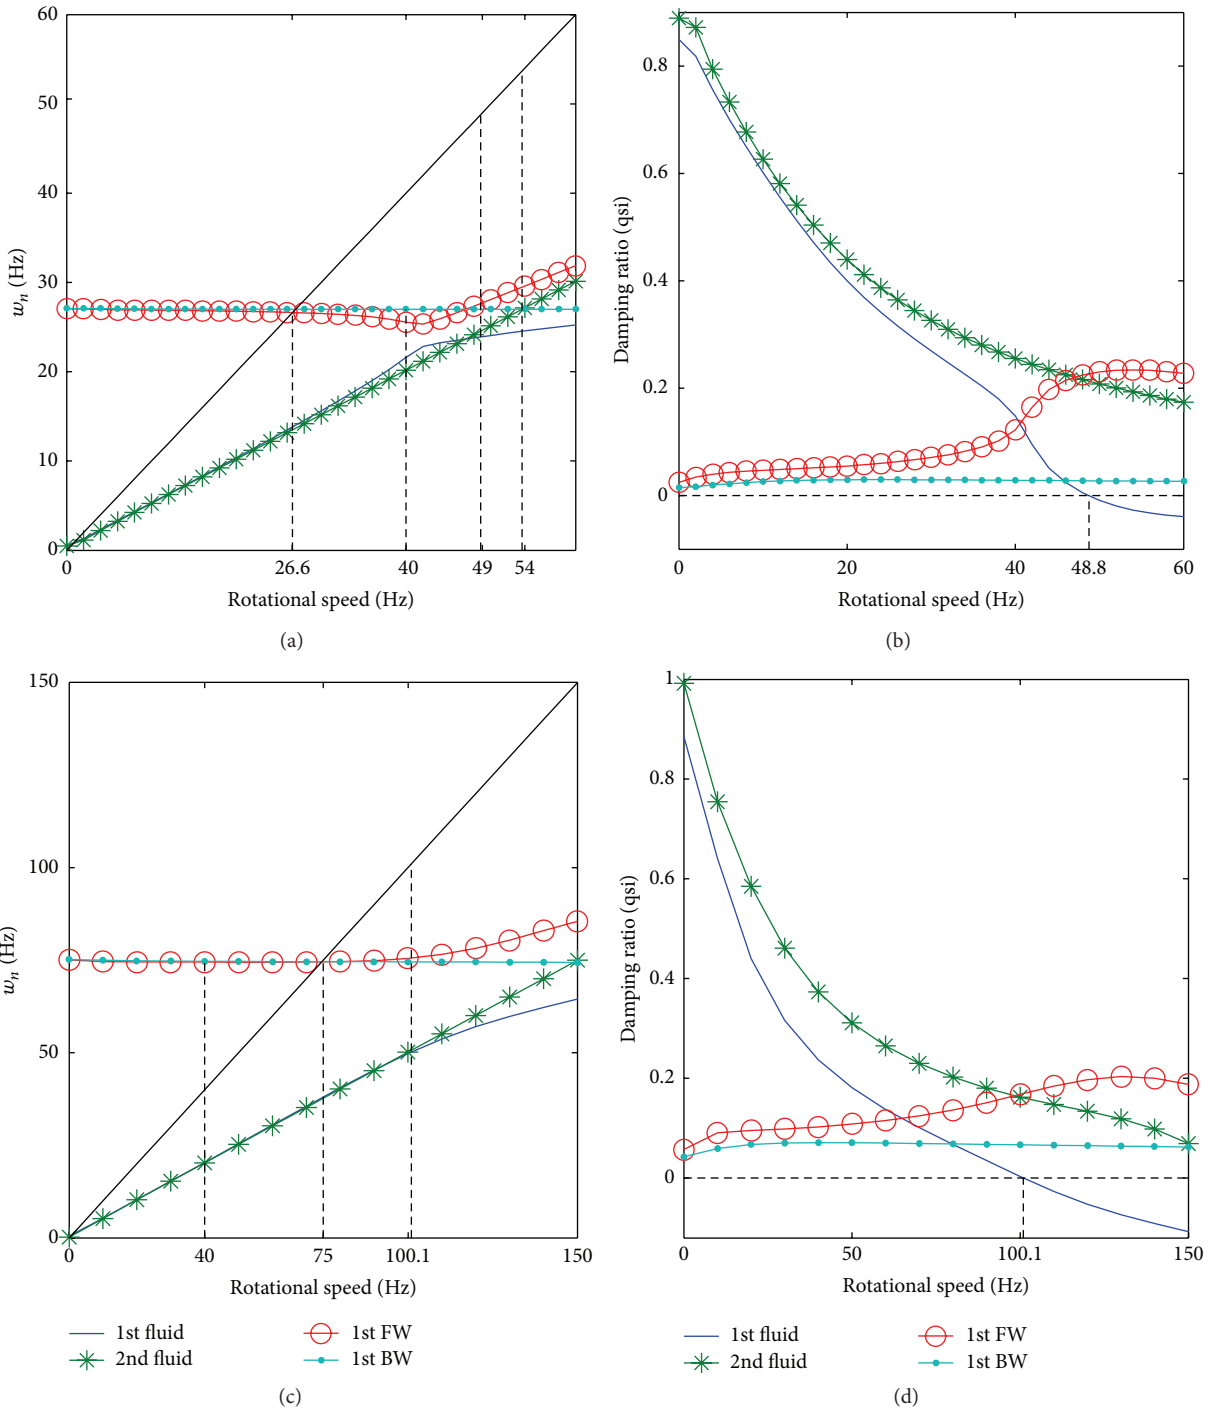 60
50
40
30
20
10
0
w_n (Hz)
0 26.6 40 49 54
Rotational speed (Hz)
(a)
0.8
0.6
0.4
0.2
0
Damping ratio (qsi)
0 20 40 48.8 60
Rotational speed (Hz)
(b)
150
100
50
0
w_n (Hz)
0 40 75 100.1 150
Rotational speed (Hz)
1st fluid 1st FW
2nd fluid 1st BW
(c)
1
0.8
0.6
0.4
0.2
0
Damping ratio (qsi)
0 50 100.1 150
Rotational speed (Hz)
1st fluid 1st FW
2nd fluid 1st BW
(d)